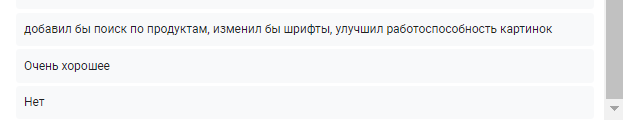 добавил бы поиск по продуктам, изменил бы шрифты, улучшил работоспособность картинок
Очень хорошее
Нет